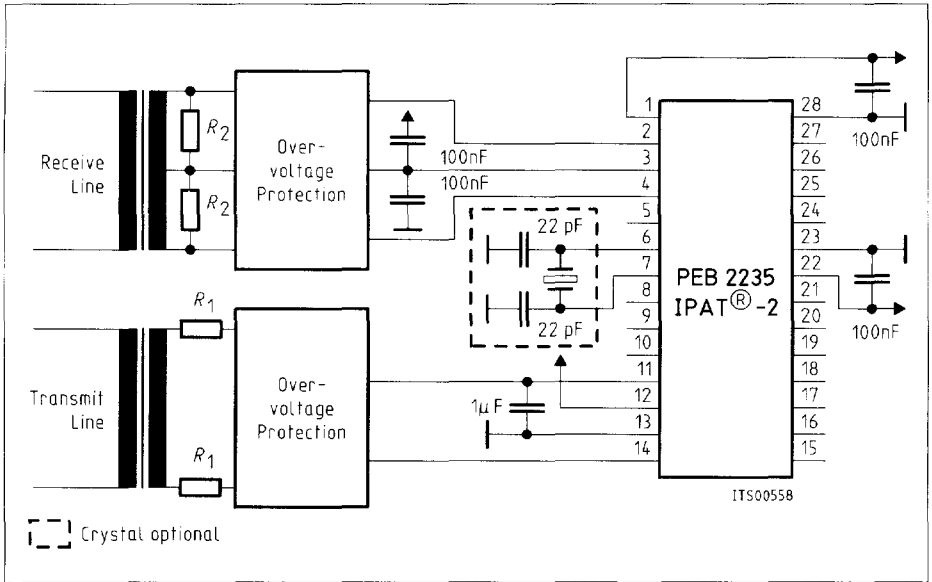 Receive
Line
R2
R2
Over-
voltage
Protection
100nF
100nF
1
2
3
4
5
6
7
8
9
10
11
12
13
14
28
27
26
25
24
23
22
21
20
19
18
17
16
15
100nF
100nF
PEB 2235
IPAT®-2
22 pF
22 pF
Transmit
Line
R1
R1
Over-
voltage
Protection
1µF
ITS00558
Crystal optional